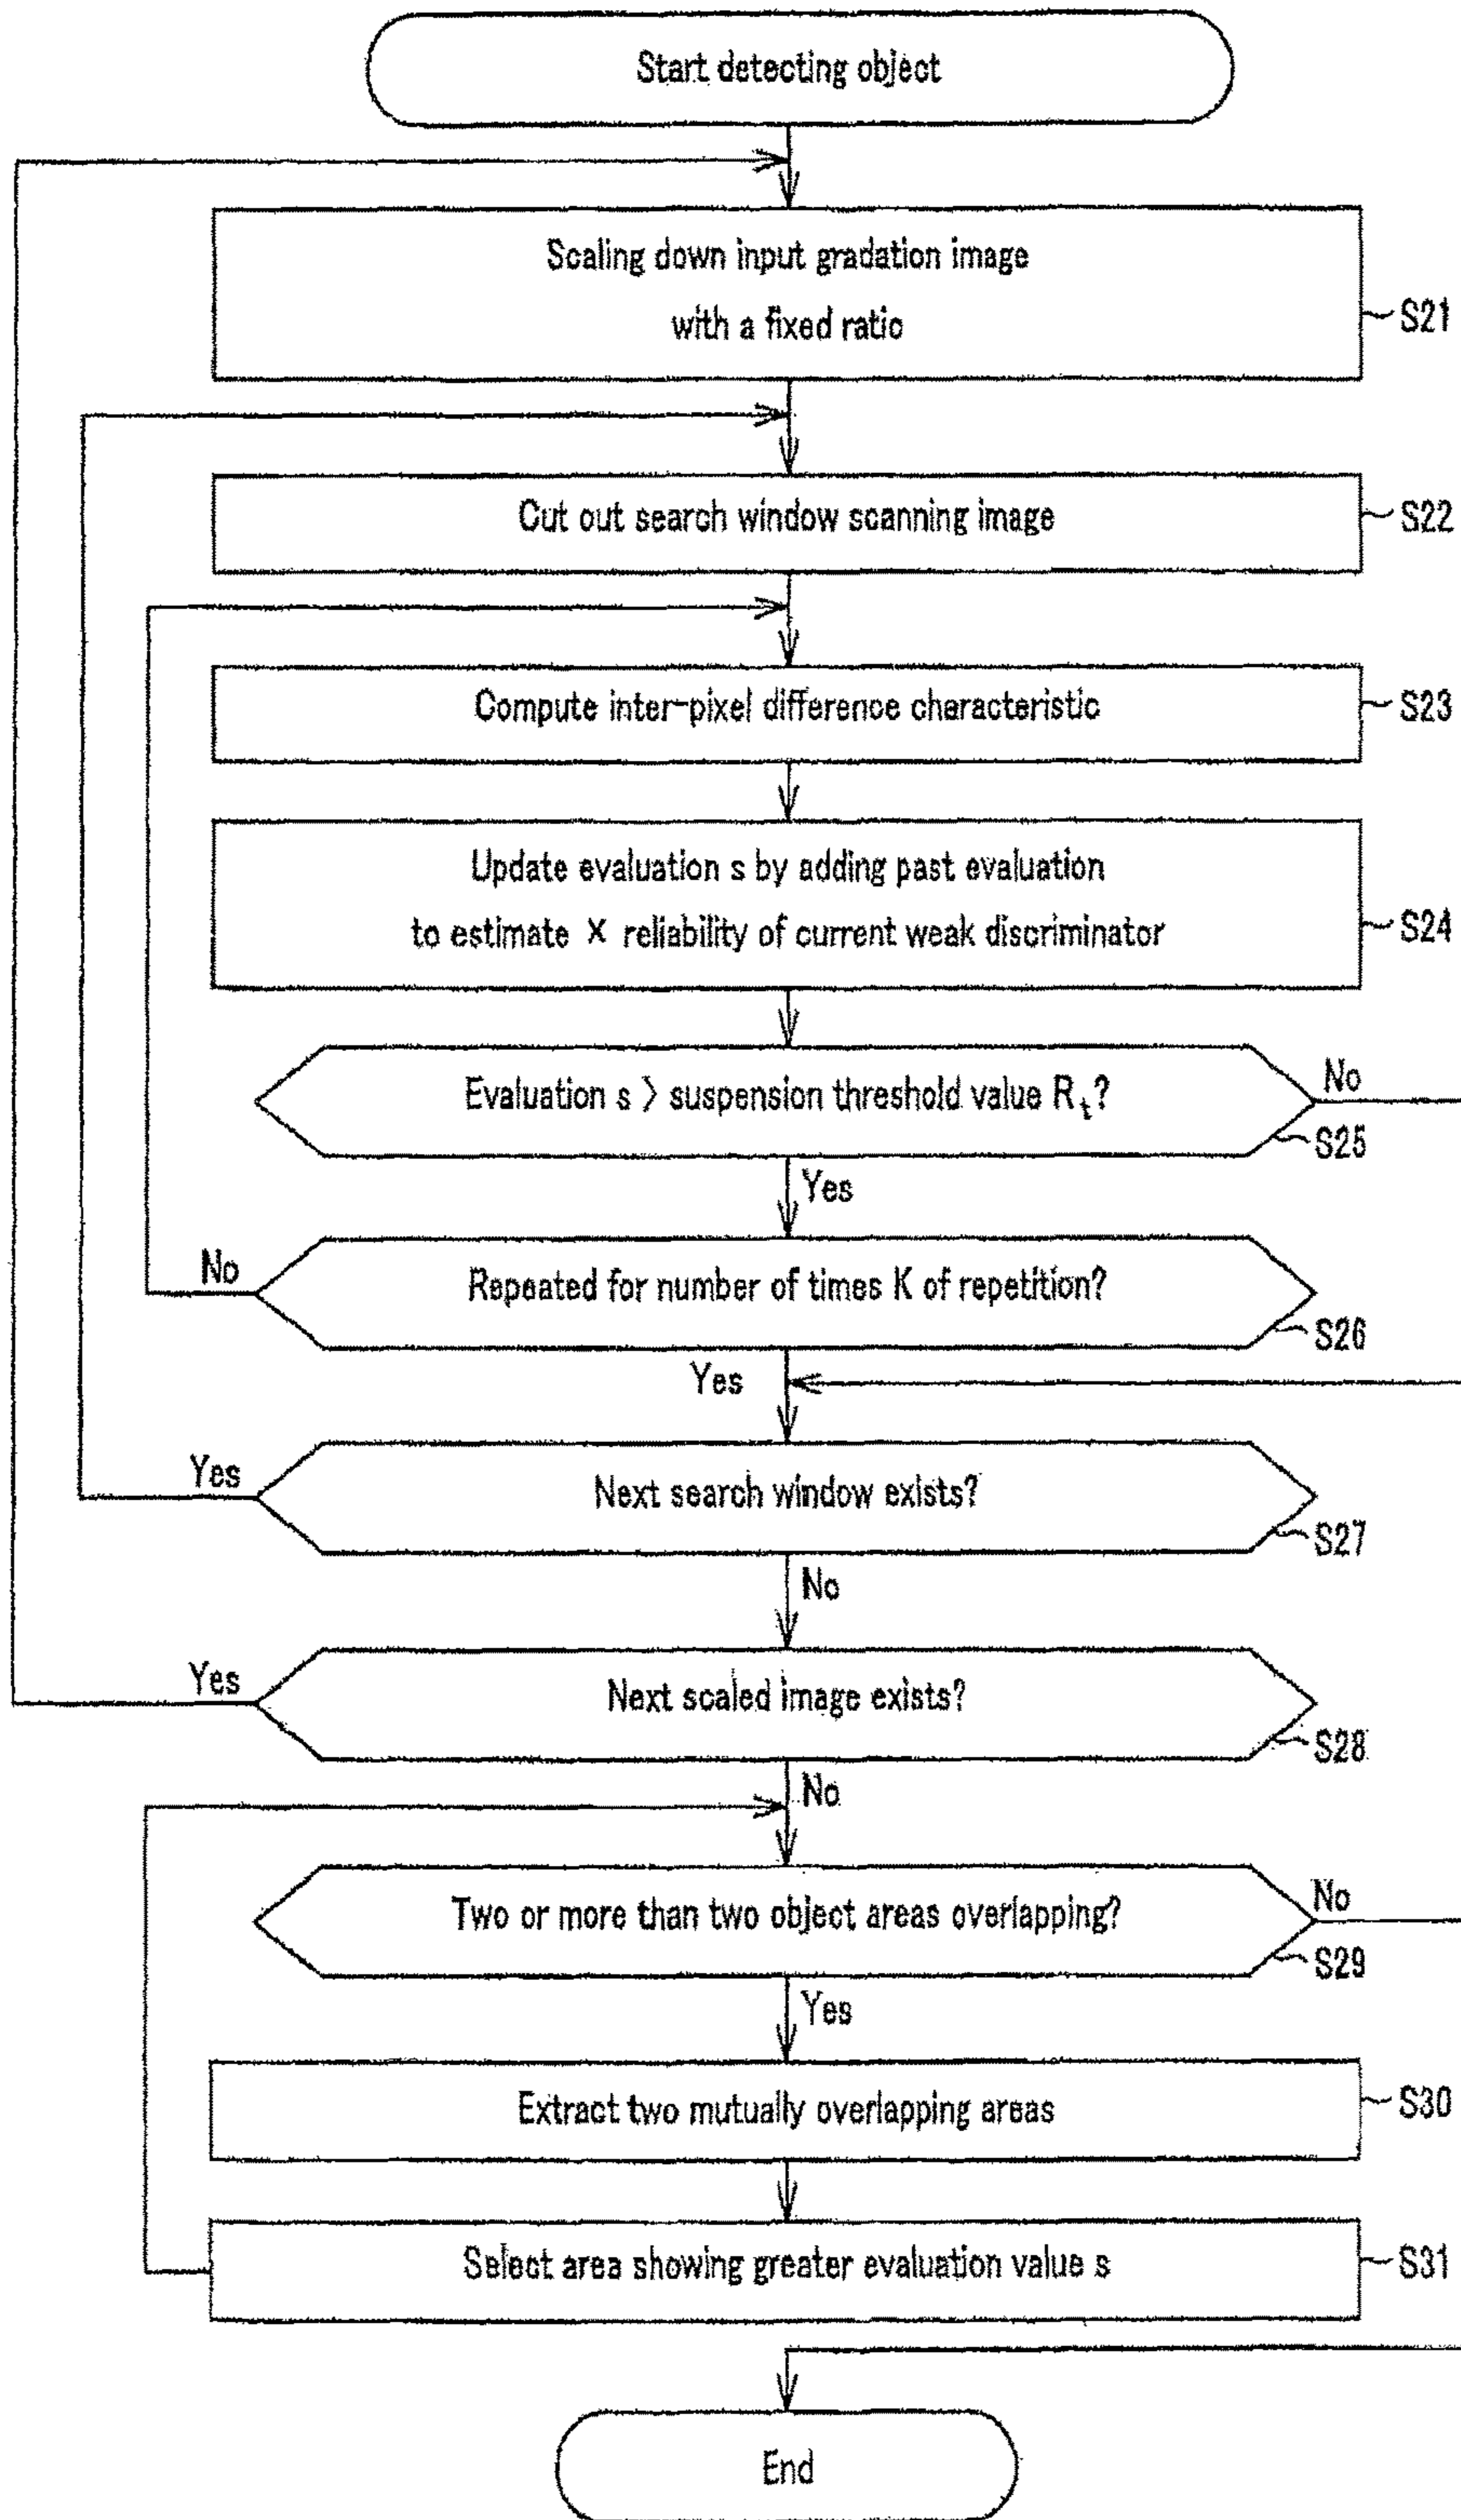 Start detecting object
Scaling down input gradation image
with a fixed ratio
S21
Cut out search window scanning image
S22
Compute inter-pixel difference characteristic
S23
Update evaluation s by adding past evaluation
to estimate × reliability of current weak discriminator
S24
Evaluation s > suspension threshold value Rt?
No
S25
Yes
Repeated for number of times K of repetition?
No
S26
Yes
Next search window exists?
Yes
S27
No
Next scaled image exists?
Yes
S28
No
Two or more than two object areas overlapping?
No
S29
Yes
Extract two mutually overlapping areas
S30
Select area showing greater evaluation value s
S31
End